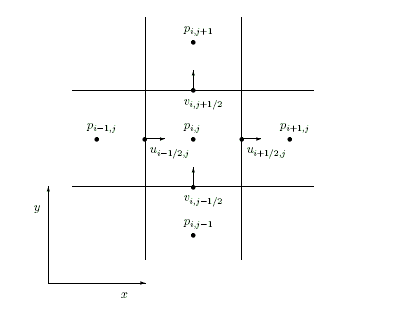 p_{i,j+1}
v_{i,j+1/2}
p_{i-1,j} p_{i,j} p_{i+1,j}
u_{i-1/2,j} u_{i+1/2,j}
v_{i,j-1/2}
y
p_{i,j-1}
x